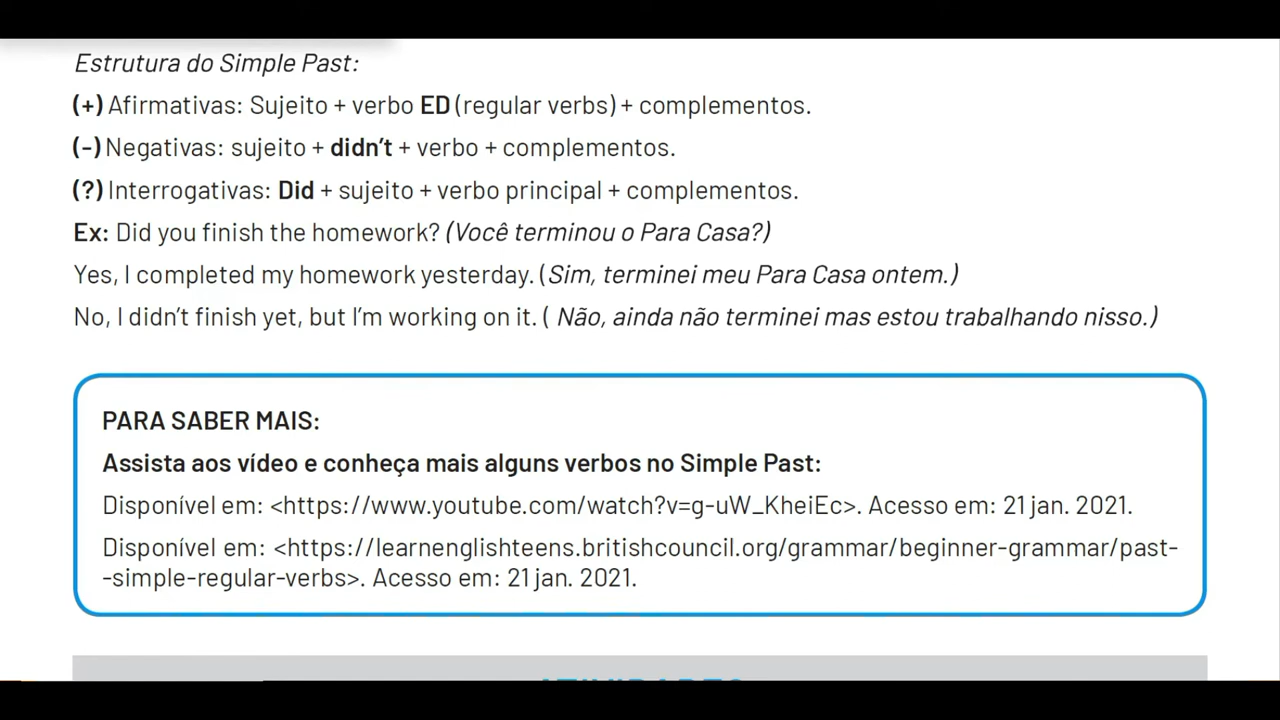 Estrutura do Simple Past:
(+) Afirmativas: Sujeito + verbo ED (regular verbs) + complementos.
(-) Negativas: sujeito + didn't + verbo + complementos.
(?) Interrogativas: Did + sujeito + verbo principal + complementos.
Ex: Did you finish the homework? (Você terminou o Para Casa?)
Yes, I completed my homework yesterday. (Sim, terminei meu Para Casa ontem.)
No, I didn't finish yet, but I'm working on it. ( Não, ainda não terminei mas estou trabalhando nisso.)
PARA SABER MAIS:
Assista aos vídeo e conheça mais alguns verbos no Simple Past:
Disponível em: <https://www.youtube.com/watch?v=g-uW_KheiEc>. Acesso em: 21 jan. 2021.
Disponível em: <https://learnenglishteens.britishcouncil.org/grammar/beginner-grammar/past-
-simple-regular-verbs>. Acesso em: 21 jan. 2021.